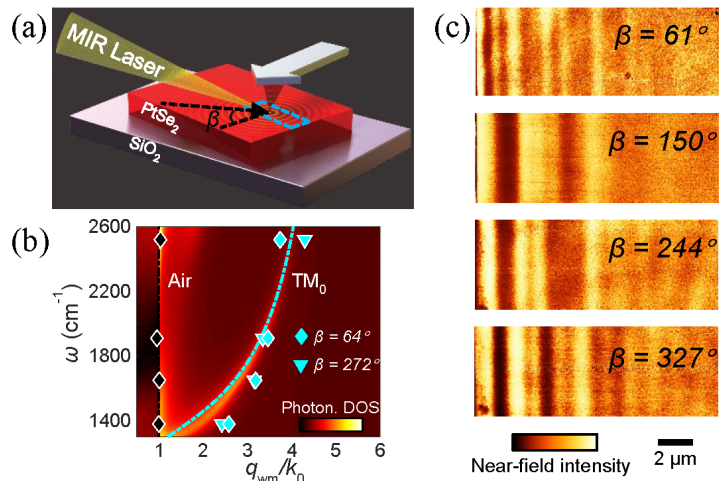 (a)
MIR Laser
PtSe₂
β
SiO₂
(b)
2600
2200
1800
1400
ω (cm⁻¹)
Air
TM₀
β = 64°
β = 272°
Photon. DOS
1 2 3 4 5 6
q_wm/k₀
(c)
β = 61°
β = 150°
β = 244°
β = 327°
Near-field intensity
2 μm